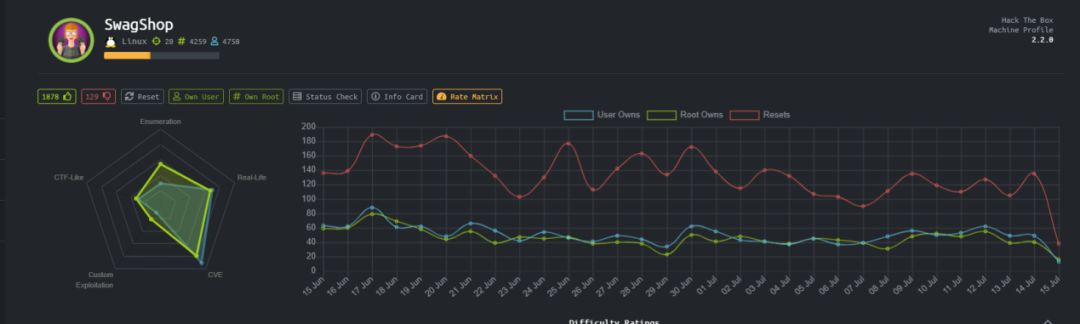 SwagShop
Linux 20 # 4259 4758
Hack The Box
Machine Profile
2.2.0
1878 129 Reset Own User # Own Root Status Check Info Card Rate Matrix
Enumeration
CTF-Like
Real-Life
Custom
Exploitation
CVE
User Owns Root Owns Resets
200
180
160
140
120
100
80
60
40
20
0
15 Jun 16 Jun 17 Jun 18 Jun 19 Jun 20 Jun 21 Jun 22 Jun 23 Jun 24 Jun 25 Jun 26 Jun 27 Jun 28 Jun 29 Jun 30 Jun 01 Jul 02 Jul 03 Jul 04 Jul 05 Jul 06 Jul 07 Jul 08 Jul 09 Jul 10 Jul 11 Jul 12 Jul 13 Jul 14 Jul 15 Jul
Difficulty Ratings